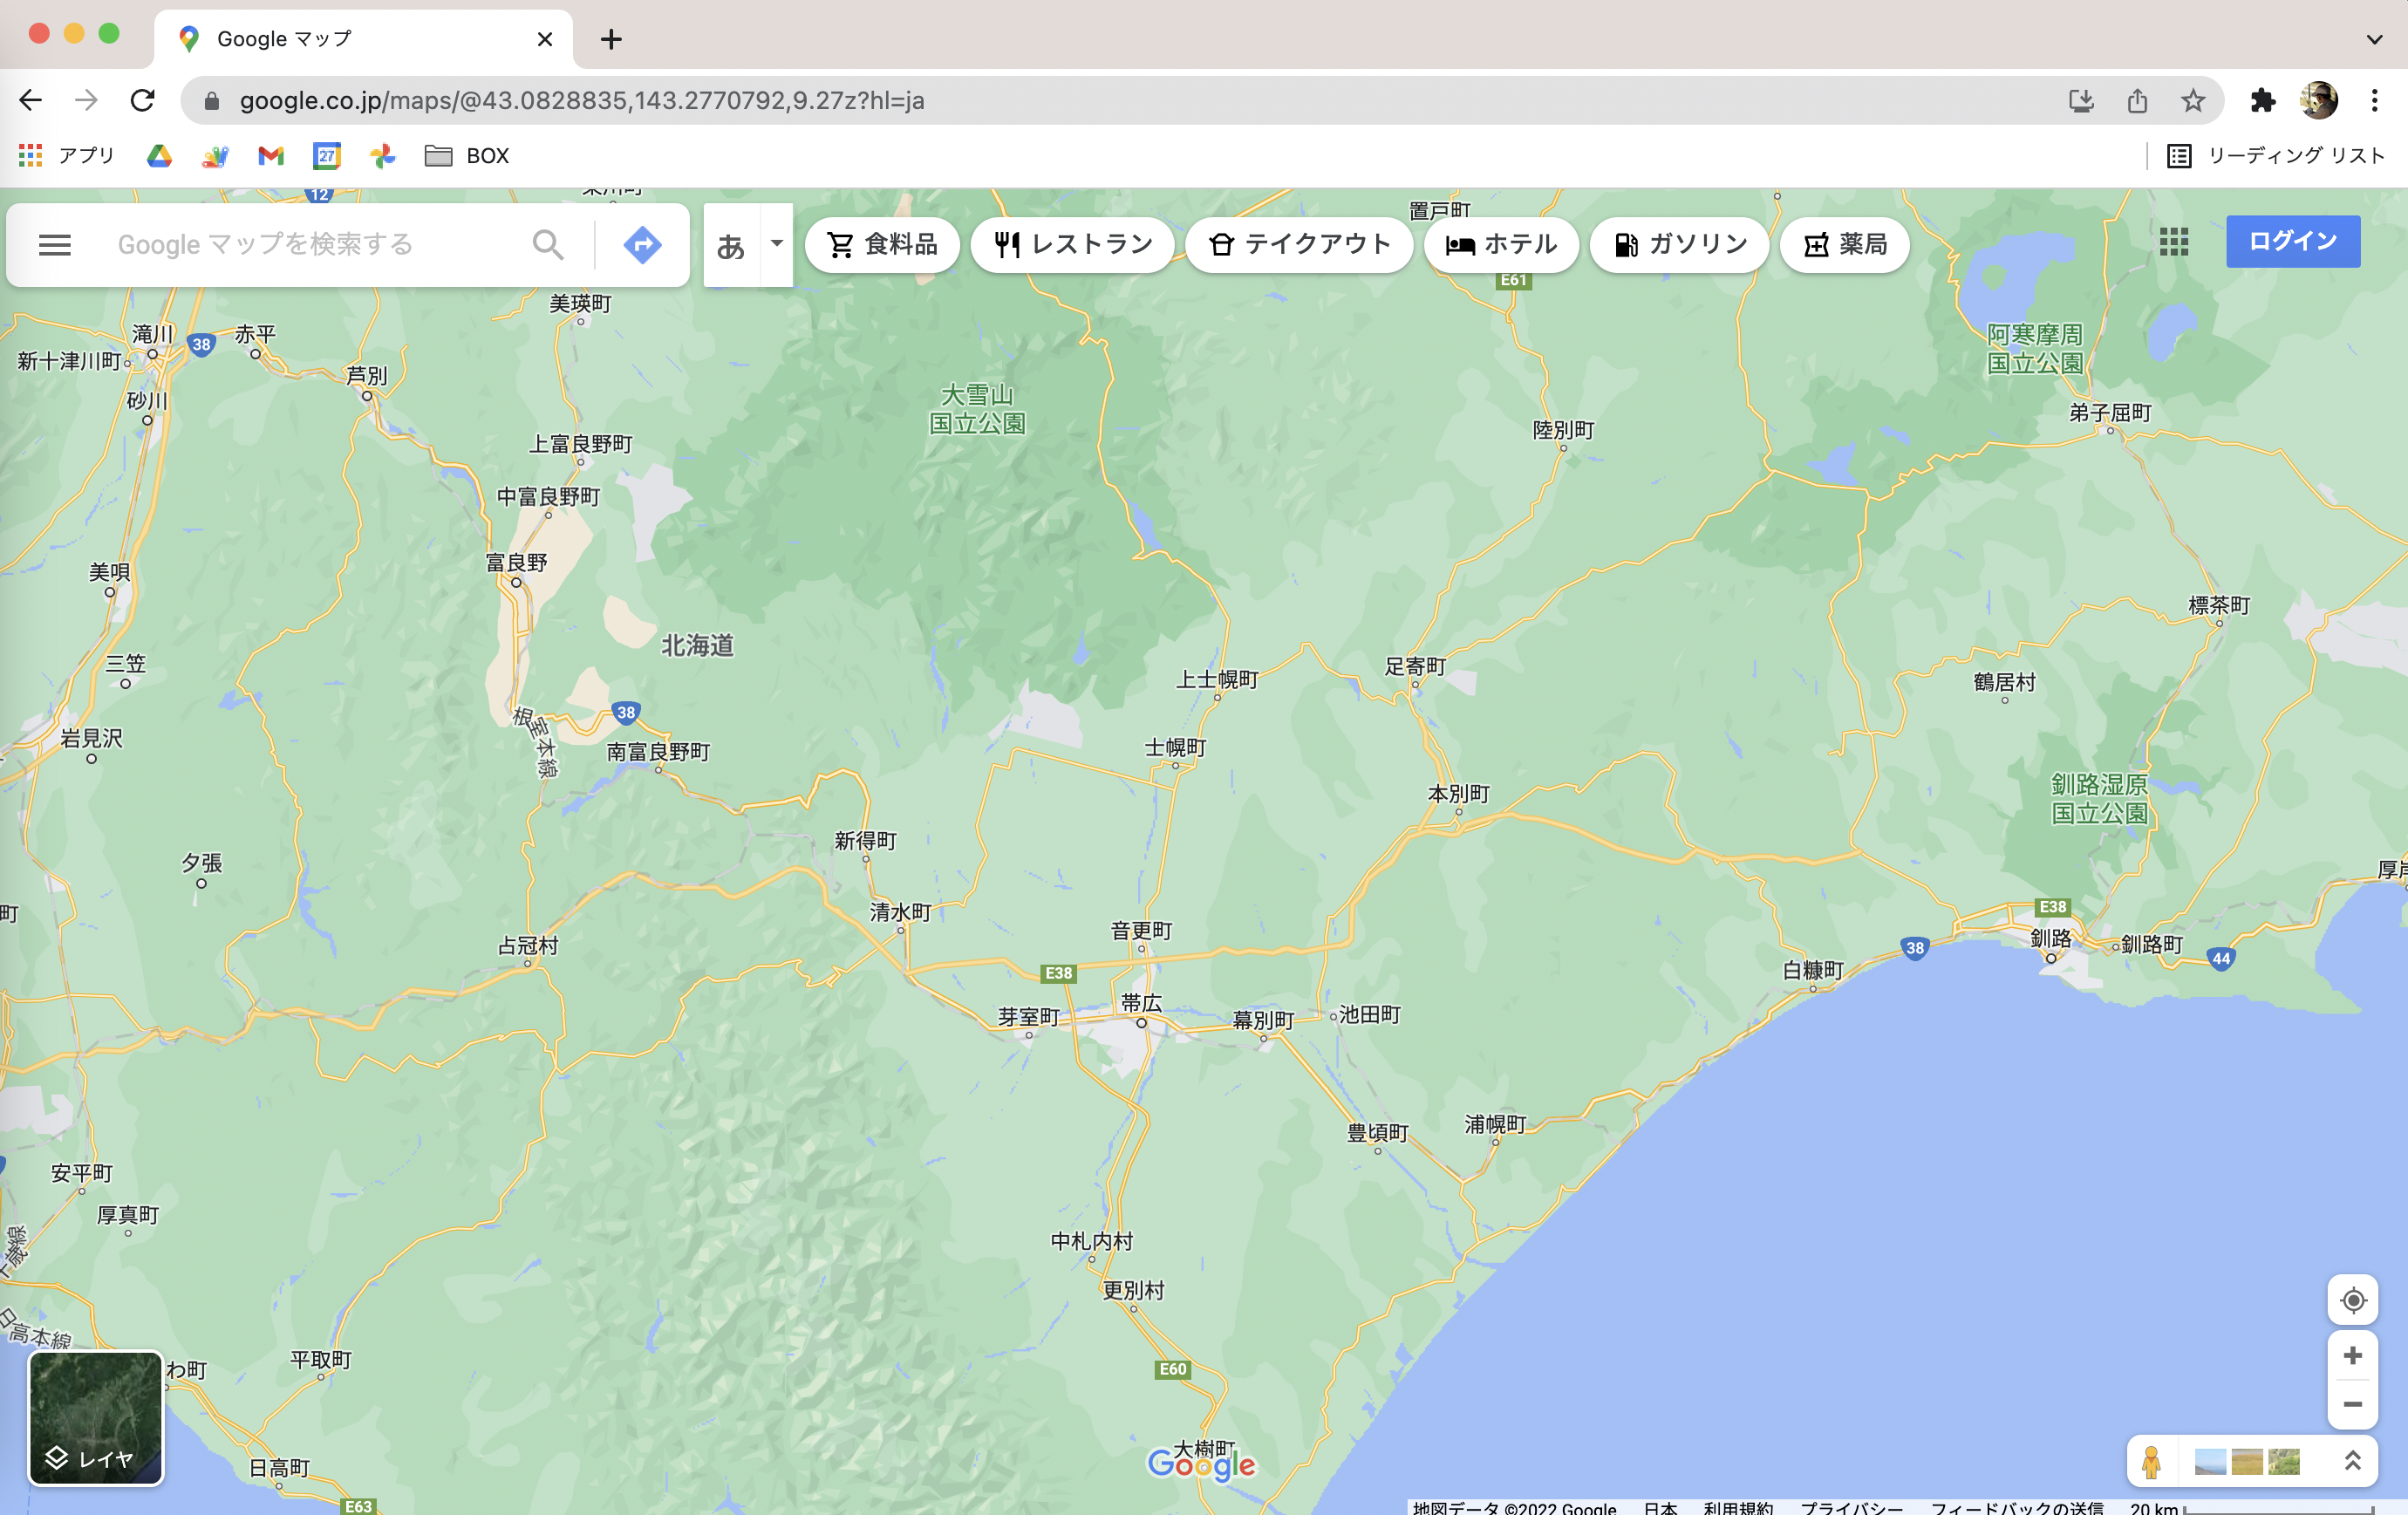 Google マップ
google.co.jp/maps/@43.0828835,143.2770792,9.27z?hl=ja
アプリ
27
BOX
リーディング リスト
12
Google マップを検索する
あ
食料品
レストラン
テイクアウト
ホテル
ガソリン
薬局
ログイン
置戸町
E61
美瑛町
滝川
38
赤平
新十津川町
芦別
砂川
大雪山
国立公園
阿寒摩周
国立公園
弟子屈町
陸別町
上富良野町
中富良野町
富良野
美唄
標茶町
北海道
三笠
上士幌町
足寄町
鶴居村
38
根室本線
岩見沢
南富良野町
士幌町
本別町
釧路湿原
国立公園
新得町
夕張
町
清水町
音更町
E38
占冠村
釧路
釧路町
38
44
白糠町
E38
帯広
芽室町
幕別町
池田町
豊頃町
浦幌町
安平町
厚真町
中札内村
更別村
日高本線
わ町
平取町
E60
レイヤ
大樹町
Google
日高町
E63
地図データ ©2022 Google
日本
利用規約
プライバシー
フィードバックの送信
20 km